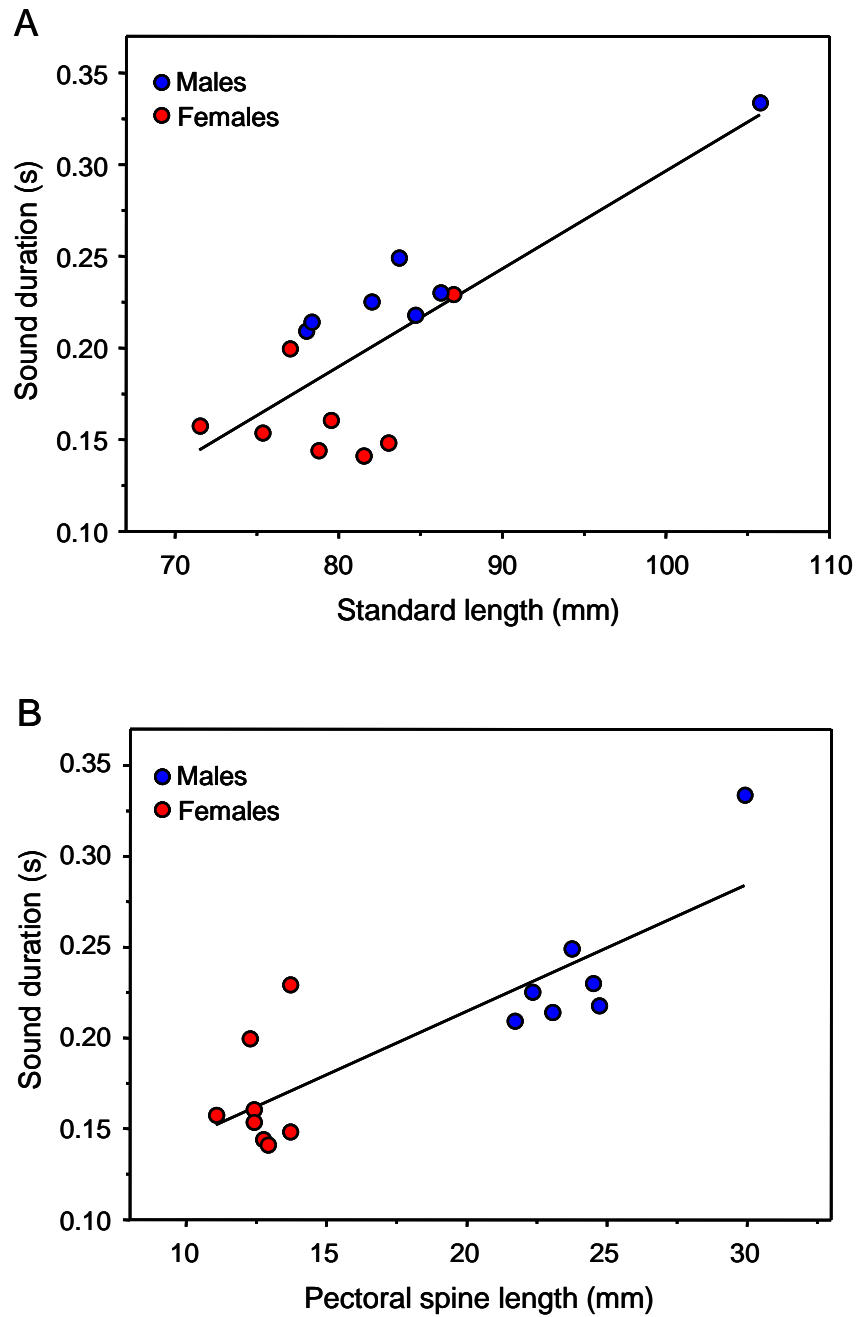 A
Males
Females
0.35
0.30
0.25
0.20
0.15
0.10
Sound duration (s)
70 80 90 100 110
Standard length (mm)
B
Males
Females
0.35
0.30
0.25
0.20
0.15
0.10
Sound duration (s)
10 15 20 25 30
Pectoral spine length (mm)